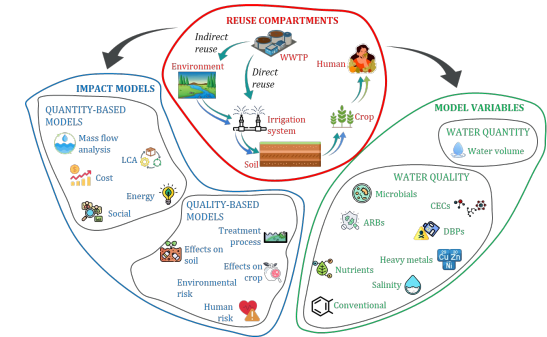 REUSE COMPARTMENTS
Indirect
reuse
WWTP
Environment
Human
Direct
reuse
Irrigation
system
Crop
Soil
IMPACT MODELS
QUANTITY-BASED
MODELS
Mass flow
analysis
LCA
Cost
Energy
Social
QUALITY-BASED
MODELS
Treatment
process
Effects on
soil
Effects on
crop
Environmental
risk
Human
risk
MODEL VARIABLES
WATER QUANTITY
Water volume
WATER QUALITY
Microbials
CECs
ARBs
DBPs
Heavy metals
Cu Zn
Ni
Nutrients
Salinity
Conventional